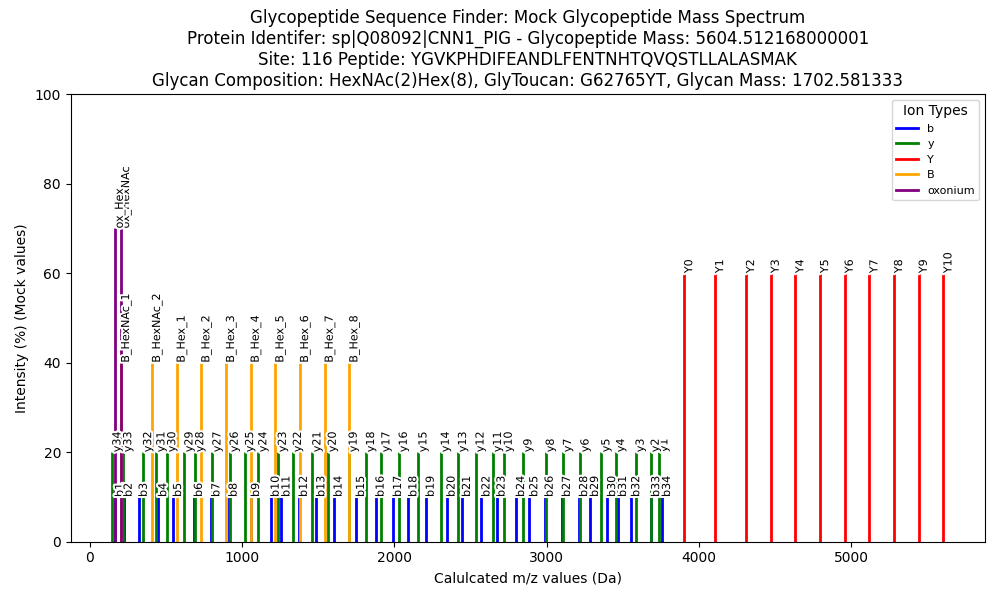 Glycopeptide Sequence Finder: Mock Glycopeptide Mass Spectrum
Protein Identifer: sp|Q08092|CNN1_PIG - Glycopeptide Mass: 5604.512168000001
Site: 116 Peptide: YGVKPHDIFEANDLFENTNHTQVQSTLLALASMAK
Glycan Composition: HexNAc(2)Hex(8), GlyToucan: G62765YT, Glycan Mass: 1702.581333
Intensity (%) (Mock values)
100
80
60
40
20
0
Ion Types
b
y
Y
B
oxonium
ox_Hex
ox_HexNAc
Y0
Y1
Y2
Y3
Y4
Y5
Y6
Y7
Y8
Y9
Y10
B_HexNAc_1
B_HexNAc_2
B_Hex_1
B_Hex_2
B_Hex_3
B_Hex_4
B_Hex_5
B_Hex_6
B_Hex_7
B_Hex_8
y34
y33
y32
y31
y30
y29
y28
y27
y26
y25
y24
y23
y22
y21
y20
y19
y18
y17
y16
y15
y14
y13
y12
y11
y10
y9
y8
y7
y6
y5
y4
y3
y2
y1
b1
b2
b3
b4
b5
b6
b7
b8
b9
b10
b11
b12
b13
b14
b15
b16
b17
b18
b19
b20
b21
b22
b23
b24
b25
b26
b27
b28
b29
b30
b31
b32
b33
b34
0
1000
2000
3000
4000
5000
Calulcated m/z values (Da)